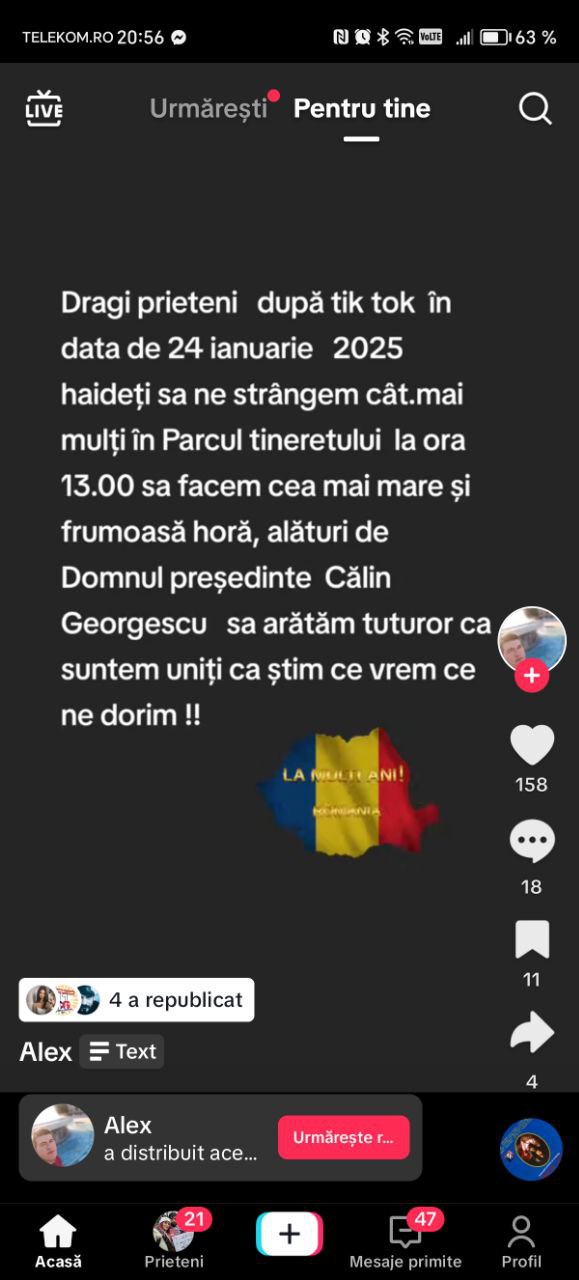 TELEKOM.RO 20:56 VoLTE 63 %
LIVE Urmărești Pentru tine
Dragi prieteni după tik tok în
data de 24 ianuarie 2025
haideți sa ne strângem cât.mai
mulți în Parcul tineretului la ora
13.00 sa facem cea mai mare și
frumoasă horă, alături de
Domnul președinte Călin
Georgescu sa arătăm tuturor ca
suntem uniți ca știm ce vrem ce
ne dorim !!
LA MULTI ANI!
ROMANIA
158
18
11
4
4 a republicat
Alex Text
Alex
a distribuit ace...
Urmărește r...
21
47
Acasă Prieteni Mesaje primite Profil